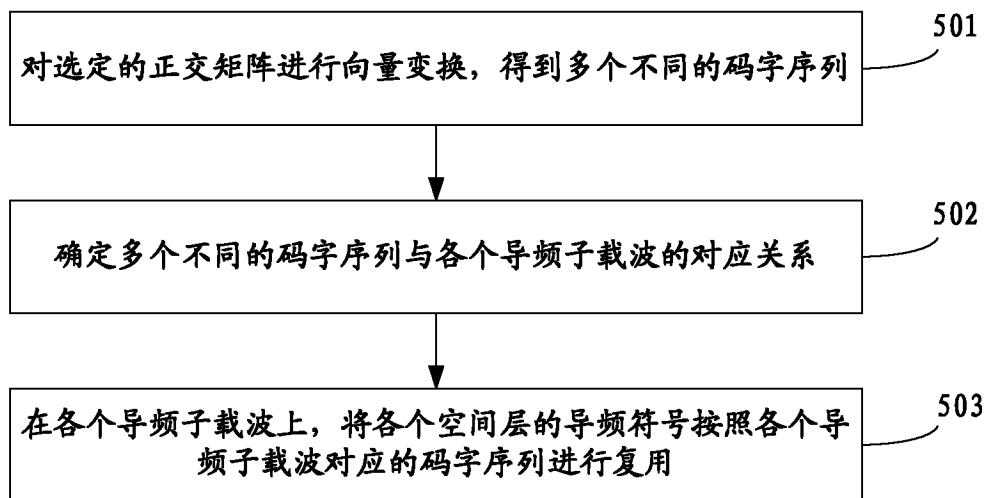 501
对选定的正交矩阵进行向量变换，得到多个不同的码字序列
502
确定多个不同的码字序列与各个导频子载波的对应关系
503
在各个导频子载波上，将各个空间层的导频符号按照各个导
频子载波对应的码字序列进行复用